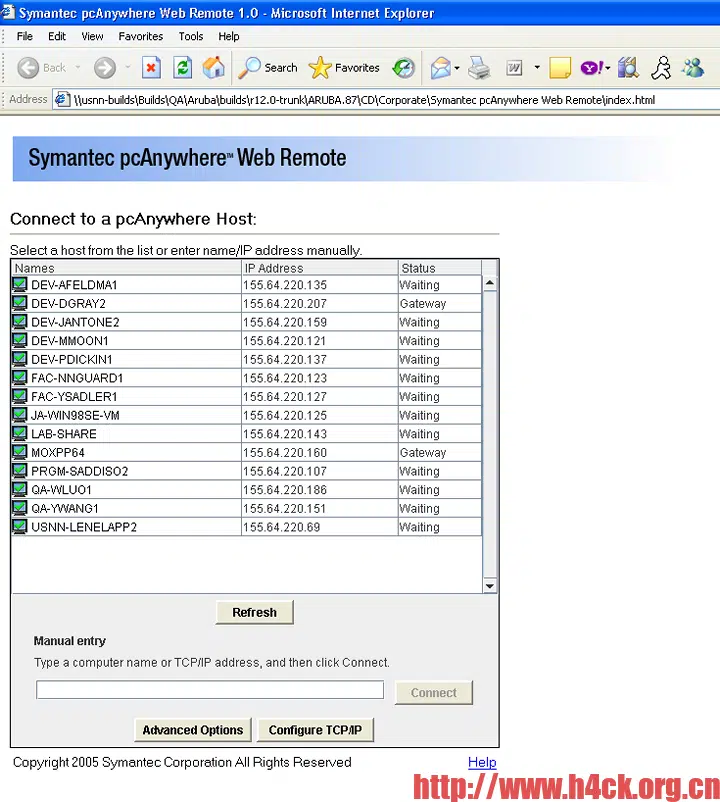 Symantec pcAnywhere Web Remote 1.0 - Microsoft Internet Explorer
File Edit View Favorites Tools Help
Back Search Favorites
Address \\usnn-builds\Builds\QA\Aruba\builds\r12.0-trunk\ARUBA.87\CD\Corporate\Symantec pcAnywhere Web Remote\index.html
Symantec pcAnywhere™ Web Remote
Connect to a pcAnywhere Host:
Select a host from the list or enter name/IP address manually.
Names IP Address Status
DEV-AFELDMA1 155.64.220.135 Waiting
DEV-DGRAY2 155.64.220.207 Gateway
DEV-JANTONE2 155.64.220.159 Waiting
DEV-MMOON1 155.64.220.121 Waiting
DEV-PDICKIN1 155.64.220.137 Waiting
FAC-NNGUARD1 155.64.220.123 Waiting
FAC-YSADLER1 155.64.220.127 Waiting
JA-WIN98SE-VM 155.64.220.125 Waiting
LAB-SHARE 155.64.220.143 Waiting
MOXPP64 155.64.220.160 Gateway
PRGM-SADDISO2 155.64.220.107 Waiting
QA-WLUO1 155.64.220.186 Waiting
QA-YWANG1 155.64.220.151 Waiting
USNN-LENELAPP2 155.64.220.69 Waiting
Refresh
Manual entry
Type a computer name or TCP/IP address, and then click Connect.
Connect
Advanced Options Configure TCP/IP
Copyright 2005 Symantec Corporation All Rights Reserved Help
http://www.h4ck.org.cn